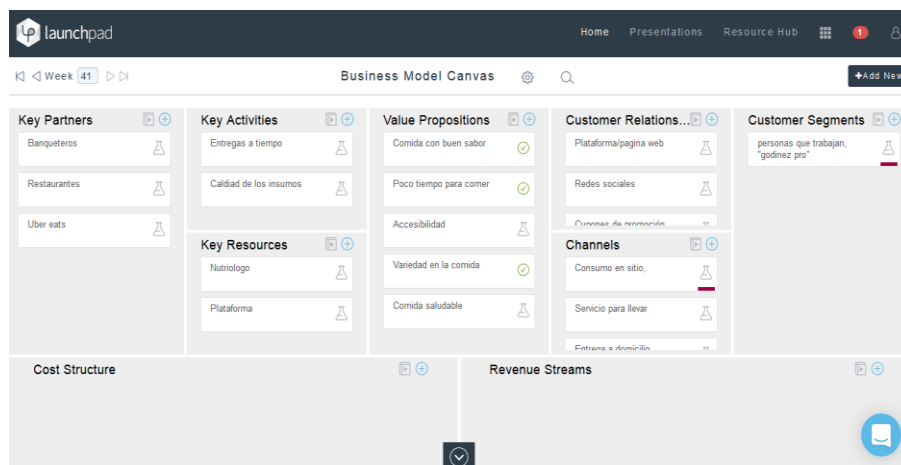 launchpad
Home Presentations Resource Hub 1
Week 41
Business Model Canvas
+Add New
Key Partners
Banqueteros
Restaurantes
Uber eats
Key Activities
Entregas a tiempo
Caldiad de los insumos
Key Resources
Nutriologo
Plataforma
Value Propositions
Comida con buen sabor
Poco tiempo para comer
Accesibilidad
Variedad en la comida
Comida saludable
Customer Relations...
Plataforma/pagina web
Redes sociales
Cupones de promoción
Channels
Consumo en sitio,
Servicio para llevar
Entrega a domicilio
Customer Segments
personas que trabajan,
"godinez pro"
Cost Structure
Revenue Streams